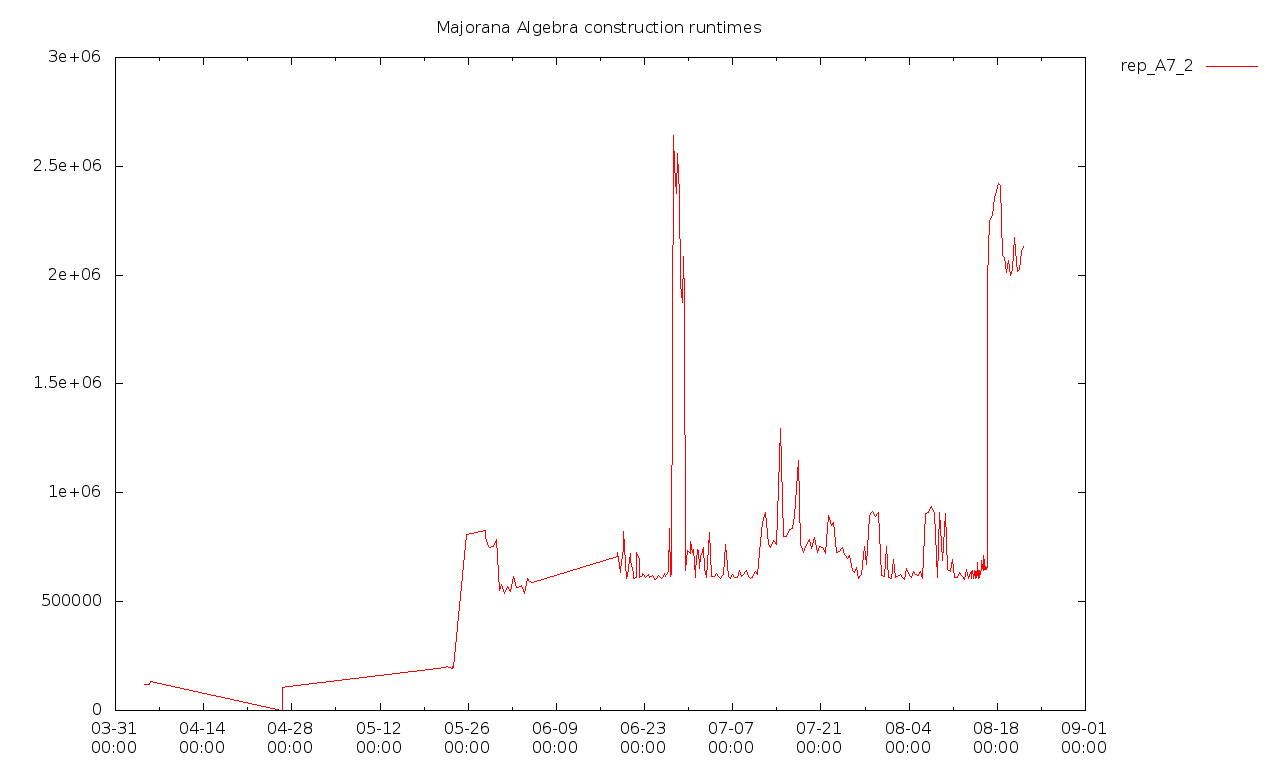 Majorana Algebra construction runtimes
rep_A7_2
3e+06
2.5e+06
2e+06
1.5e+06
1e+06
500000
0
03-31 04-14 04-28 05-12 05-26 06-09 06-23 07-07 07-21 08-04 08-18 09-01
00:00 00:00 00:00 00:00 00:00 00:00 00:00 00:00 00:00 00:00 00:00 00:00